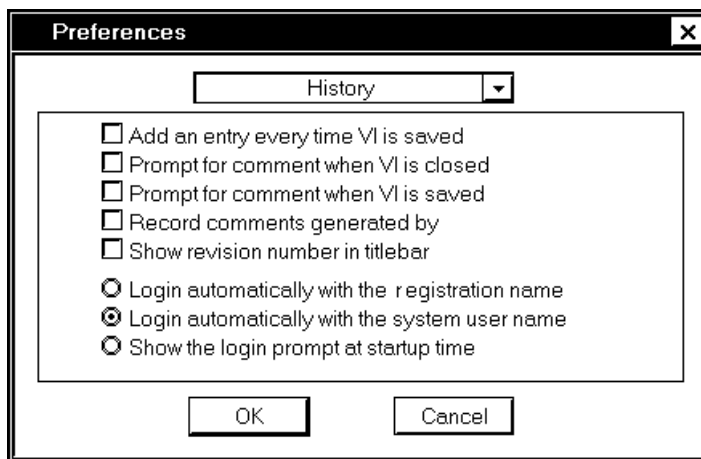 Preferences
History
Add an entry every time VI is saved
Prompt for comment when VI is closed
Prompt for comment when VI is saved
Record comments generated by
Show revision number in titlebar
Login automatically with the registration name
Login automatically with the system user name
Show the login prompt at startup time
OK Cancel